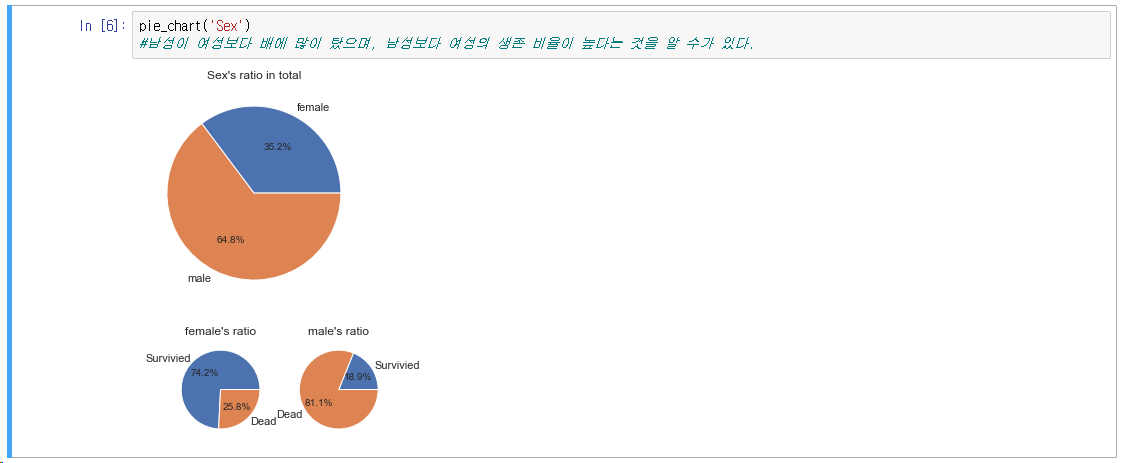 In [6]: pie_chart('Sex')
#남성이 여성보다 배에 많이 탔으며, 남성보다 여성의 생존 비율이 높다는 것을 알 수가 있다.
Sex's ratio in total
female
35.2%
64.8%
male
female's ratio
male's ratio
Survivied
74.2%
25.8%
Dead
Survivied
18.9%
81.1%
Dead